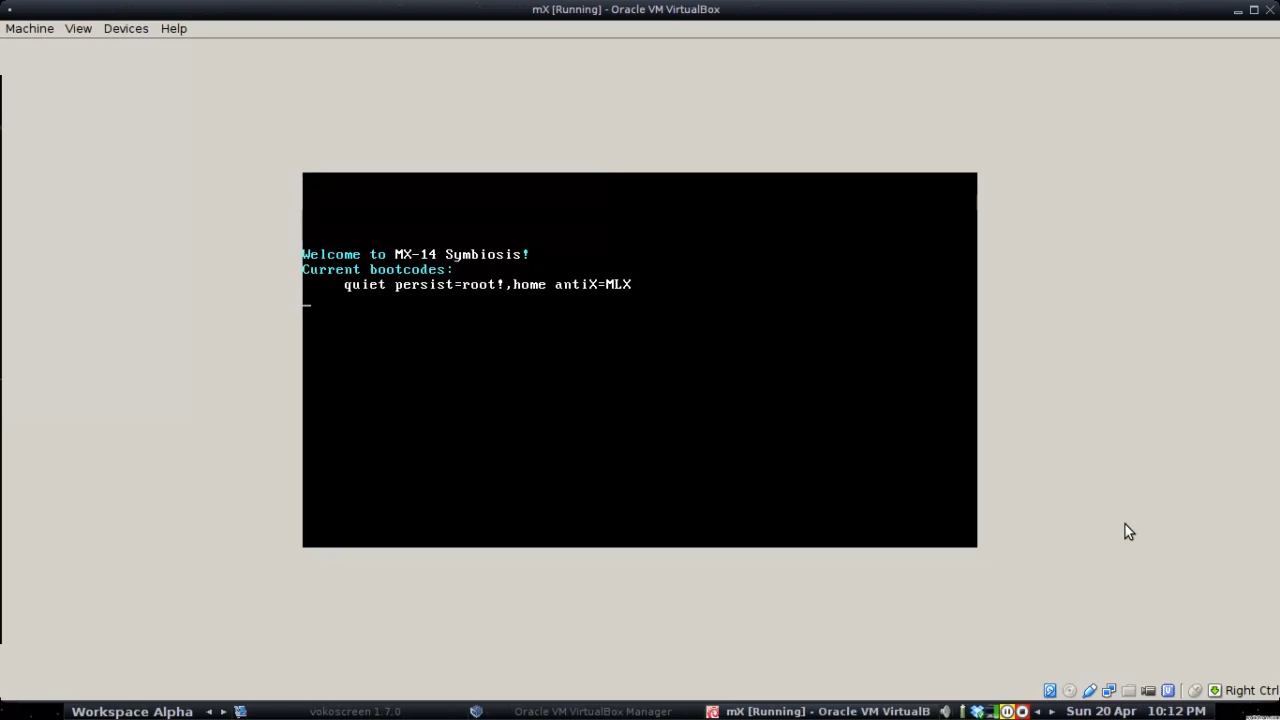 mX [Running] - Oracle VM VirtualBox
Machine View Devices Help
Welcome to MX-14 Symbiosis!
Current bootcodes:
quiet persist=root!,home antiX=MLX
Right Ctrl
Workspace Alpha vokoscreen 1.7.0 Oracle VM VirtualBox Manager mX [Running] - Oracle VM VirtualB Sun 20 Apr 10:12 PM